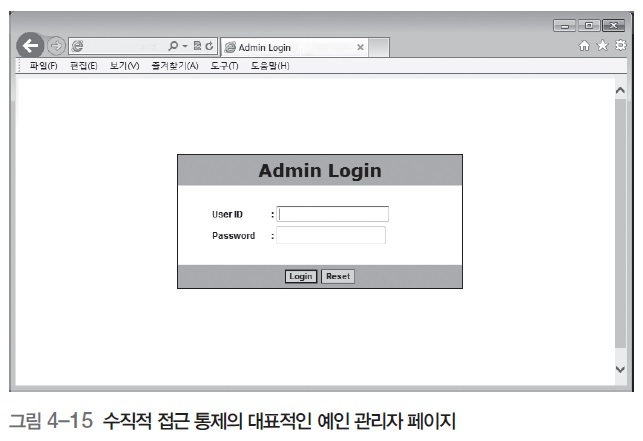 Admin Login
파일(F) 편집(E) 보기(V) 즐겨찾기(A) 도구(T) 도움말(H)
Admin Login
User ID :
Password :
Login Reset
그림 4-15 수직적 접근 통제의 대표적인 예인 관리자 페이지